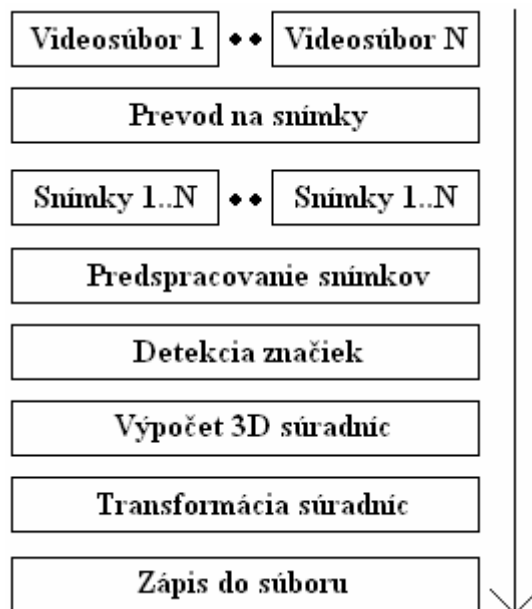 Videosúbor 1 •• Videosúbor N
Prevod na snímky
Snímky 1..N •• Snímky 1..N
Predspracovanie snímkov
Detekcia značiek
Výpočet 3D súradníc
Transformácia súradníc
Zápis do súboru